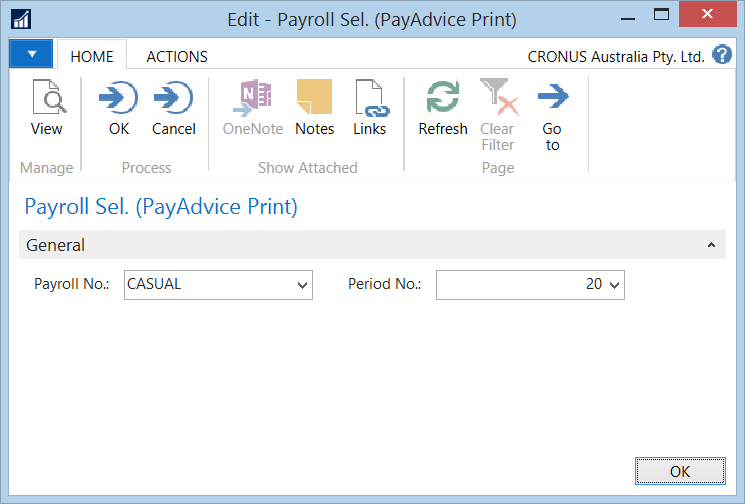 Edit - Payroll Sel. (PayAdvice Print)
HOME ACTIONS CRONUS Australia Pty. Ltd. ?
View OK Cancel OneNote Notes Links Refresh Clear Filter Go to
Manage Process Show Attached Page
Payroll Sel. (PayAdvice Print)
General
Payroll No.: CASUAL Period No.: 20
OK